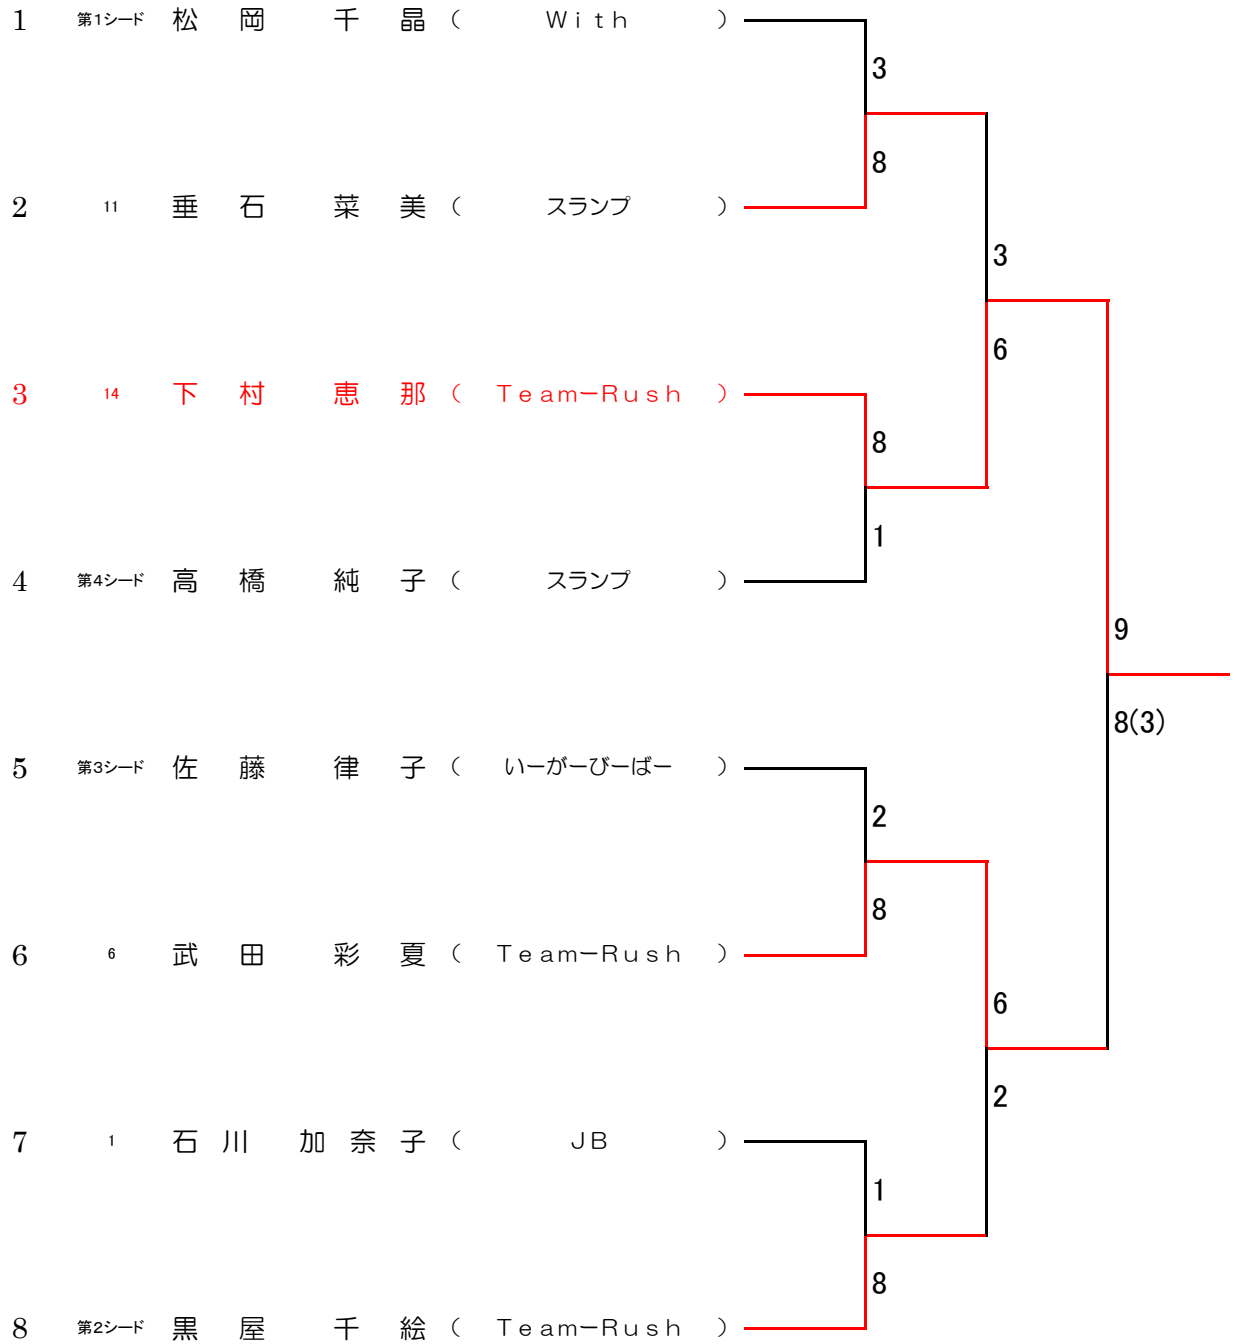 1 第1シード 松岡 千晶 ( With )
3
8
2 11 垂石 菜美 ( スランプ )
3
6
3 14 下村 恵那 ( Team-Rush )
8
1
4 第4シード 高橋 純子 ( スランプ )
9
8(3)
5 第3シード 佐藤 律子 ( いーがーびーばー )
2
8
6 6 武田 彩夏 ( Team-Rush )
6
2
7 1 石川 加奈子 ( JB )
1
8
8 第2シード 黒屋 千絵 ( Team-Rush )